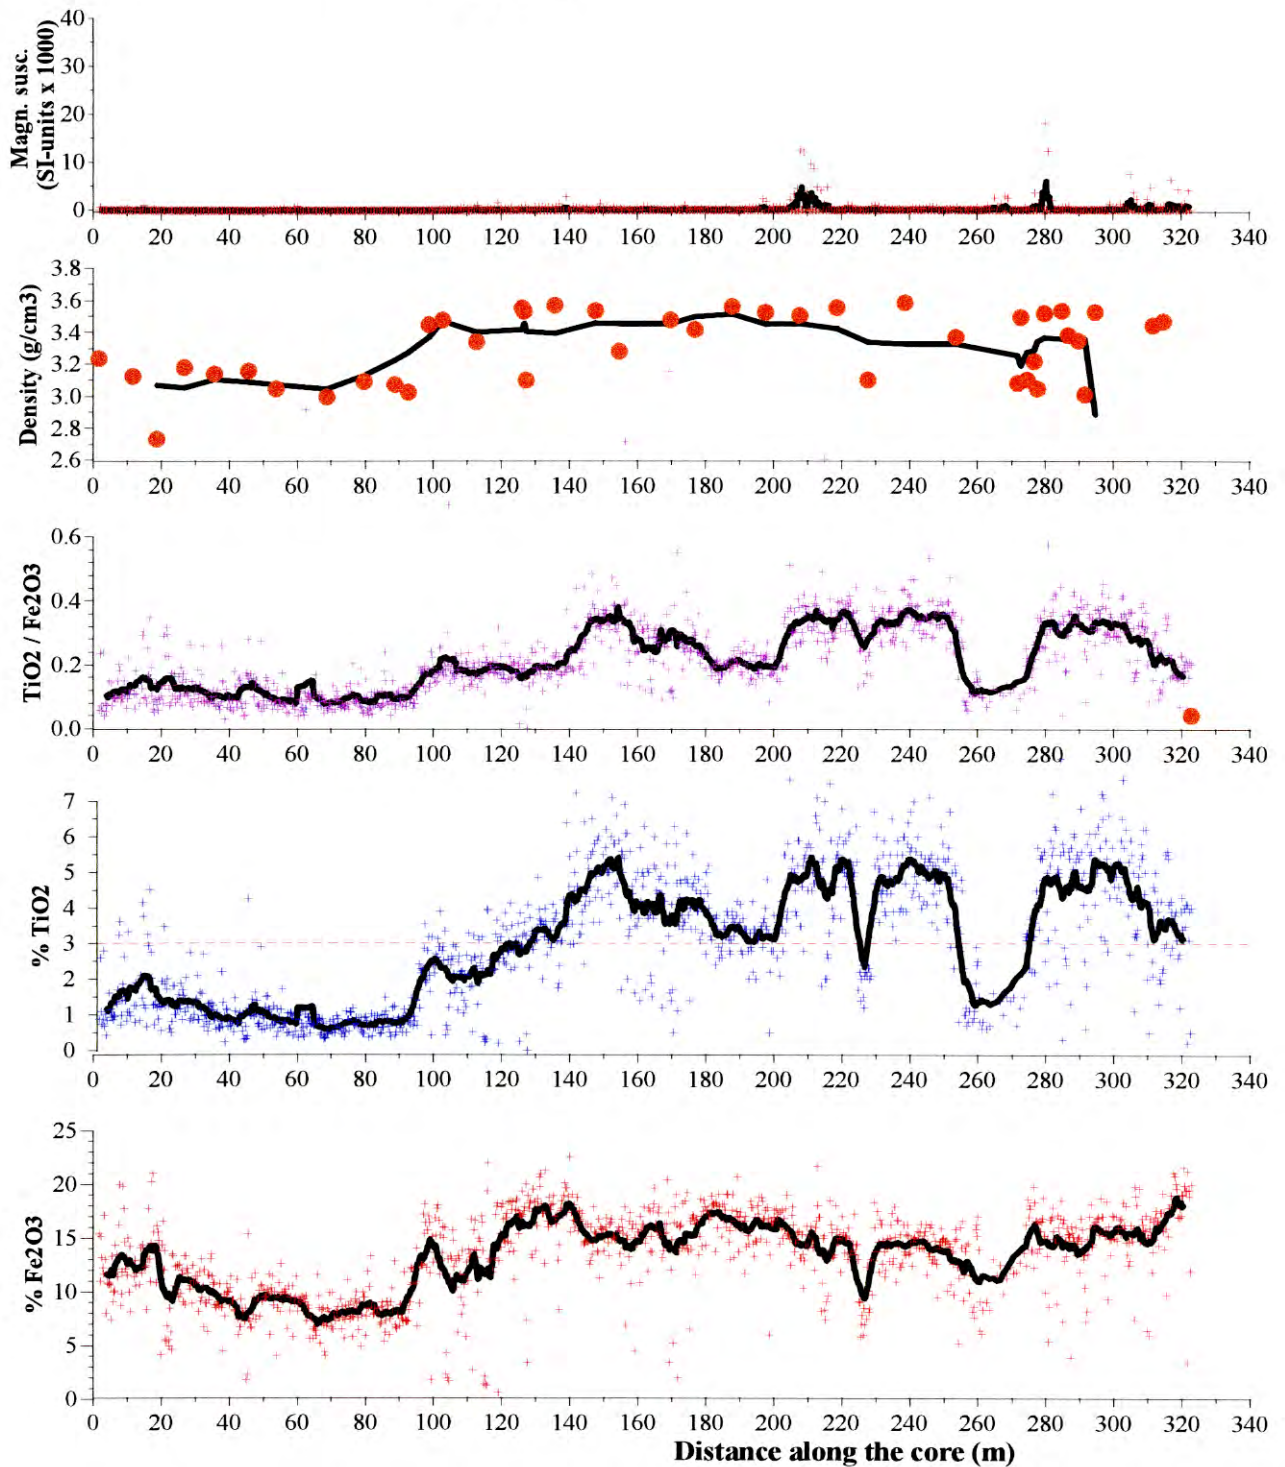 Magn. susc.
(SI-units x 1000)
40
30
20
10
0
0 20 40 60 80 100 120 140 160 180 200 220 240 260 280 300 320 340
Density (g/cm3)
3.8
3.6
3.4
3.2
3.0
2.8
2.6
0 20 40 60 80 100 120 140 160 180 200 220 240 260 280 300 320 340
TiO2 / Fe2O3
0.6
0.4
0.2
0.0
0 20 40 60 80 100 120 140 160 180 200 220 240 260 280 300 320 340
% TiO2
7
6
5
4
3
2
1
0
0 20 40 60 80 100 120 140 160 180 200 220 240 260 280 300 320 340
% Fe2O3
25
20
15
10
5
0
0 20 40 60 80 100 120 140 160 180 200 220 240 260 280 300 320 340
Distance along the core (m)